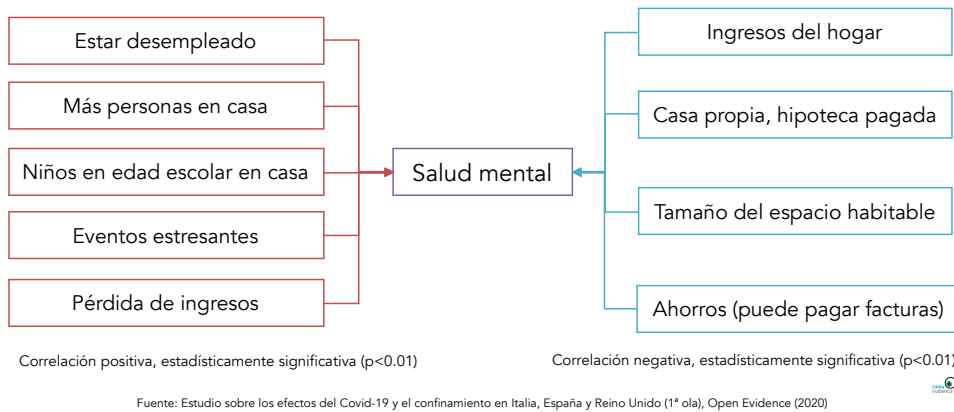 Estar desempleado
Más personas en casa
Niños en edad escolar en casa
Eventos estresantes
Pérdida de ingresos
Salud mental
Ingresos del hogar
Casa propia, hipoteca pagada
Tamaño del espacio habitable
Ahorros (puede pagar facturas)
Correlación positiva, estadísticamente significativa (p<0.01)
Correlación negativa, estadísticamente significativa (p<0.01)
OPEN
EVIDENCE
Fuente: Estudio sobre los efectos del Covid-19 y el confinamiento en Italia, España y Reino Unido (1ª ola), Open Evidence (2020)